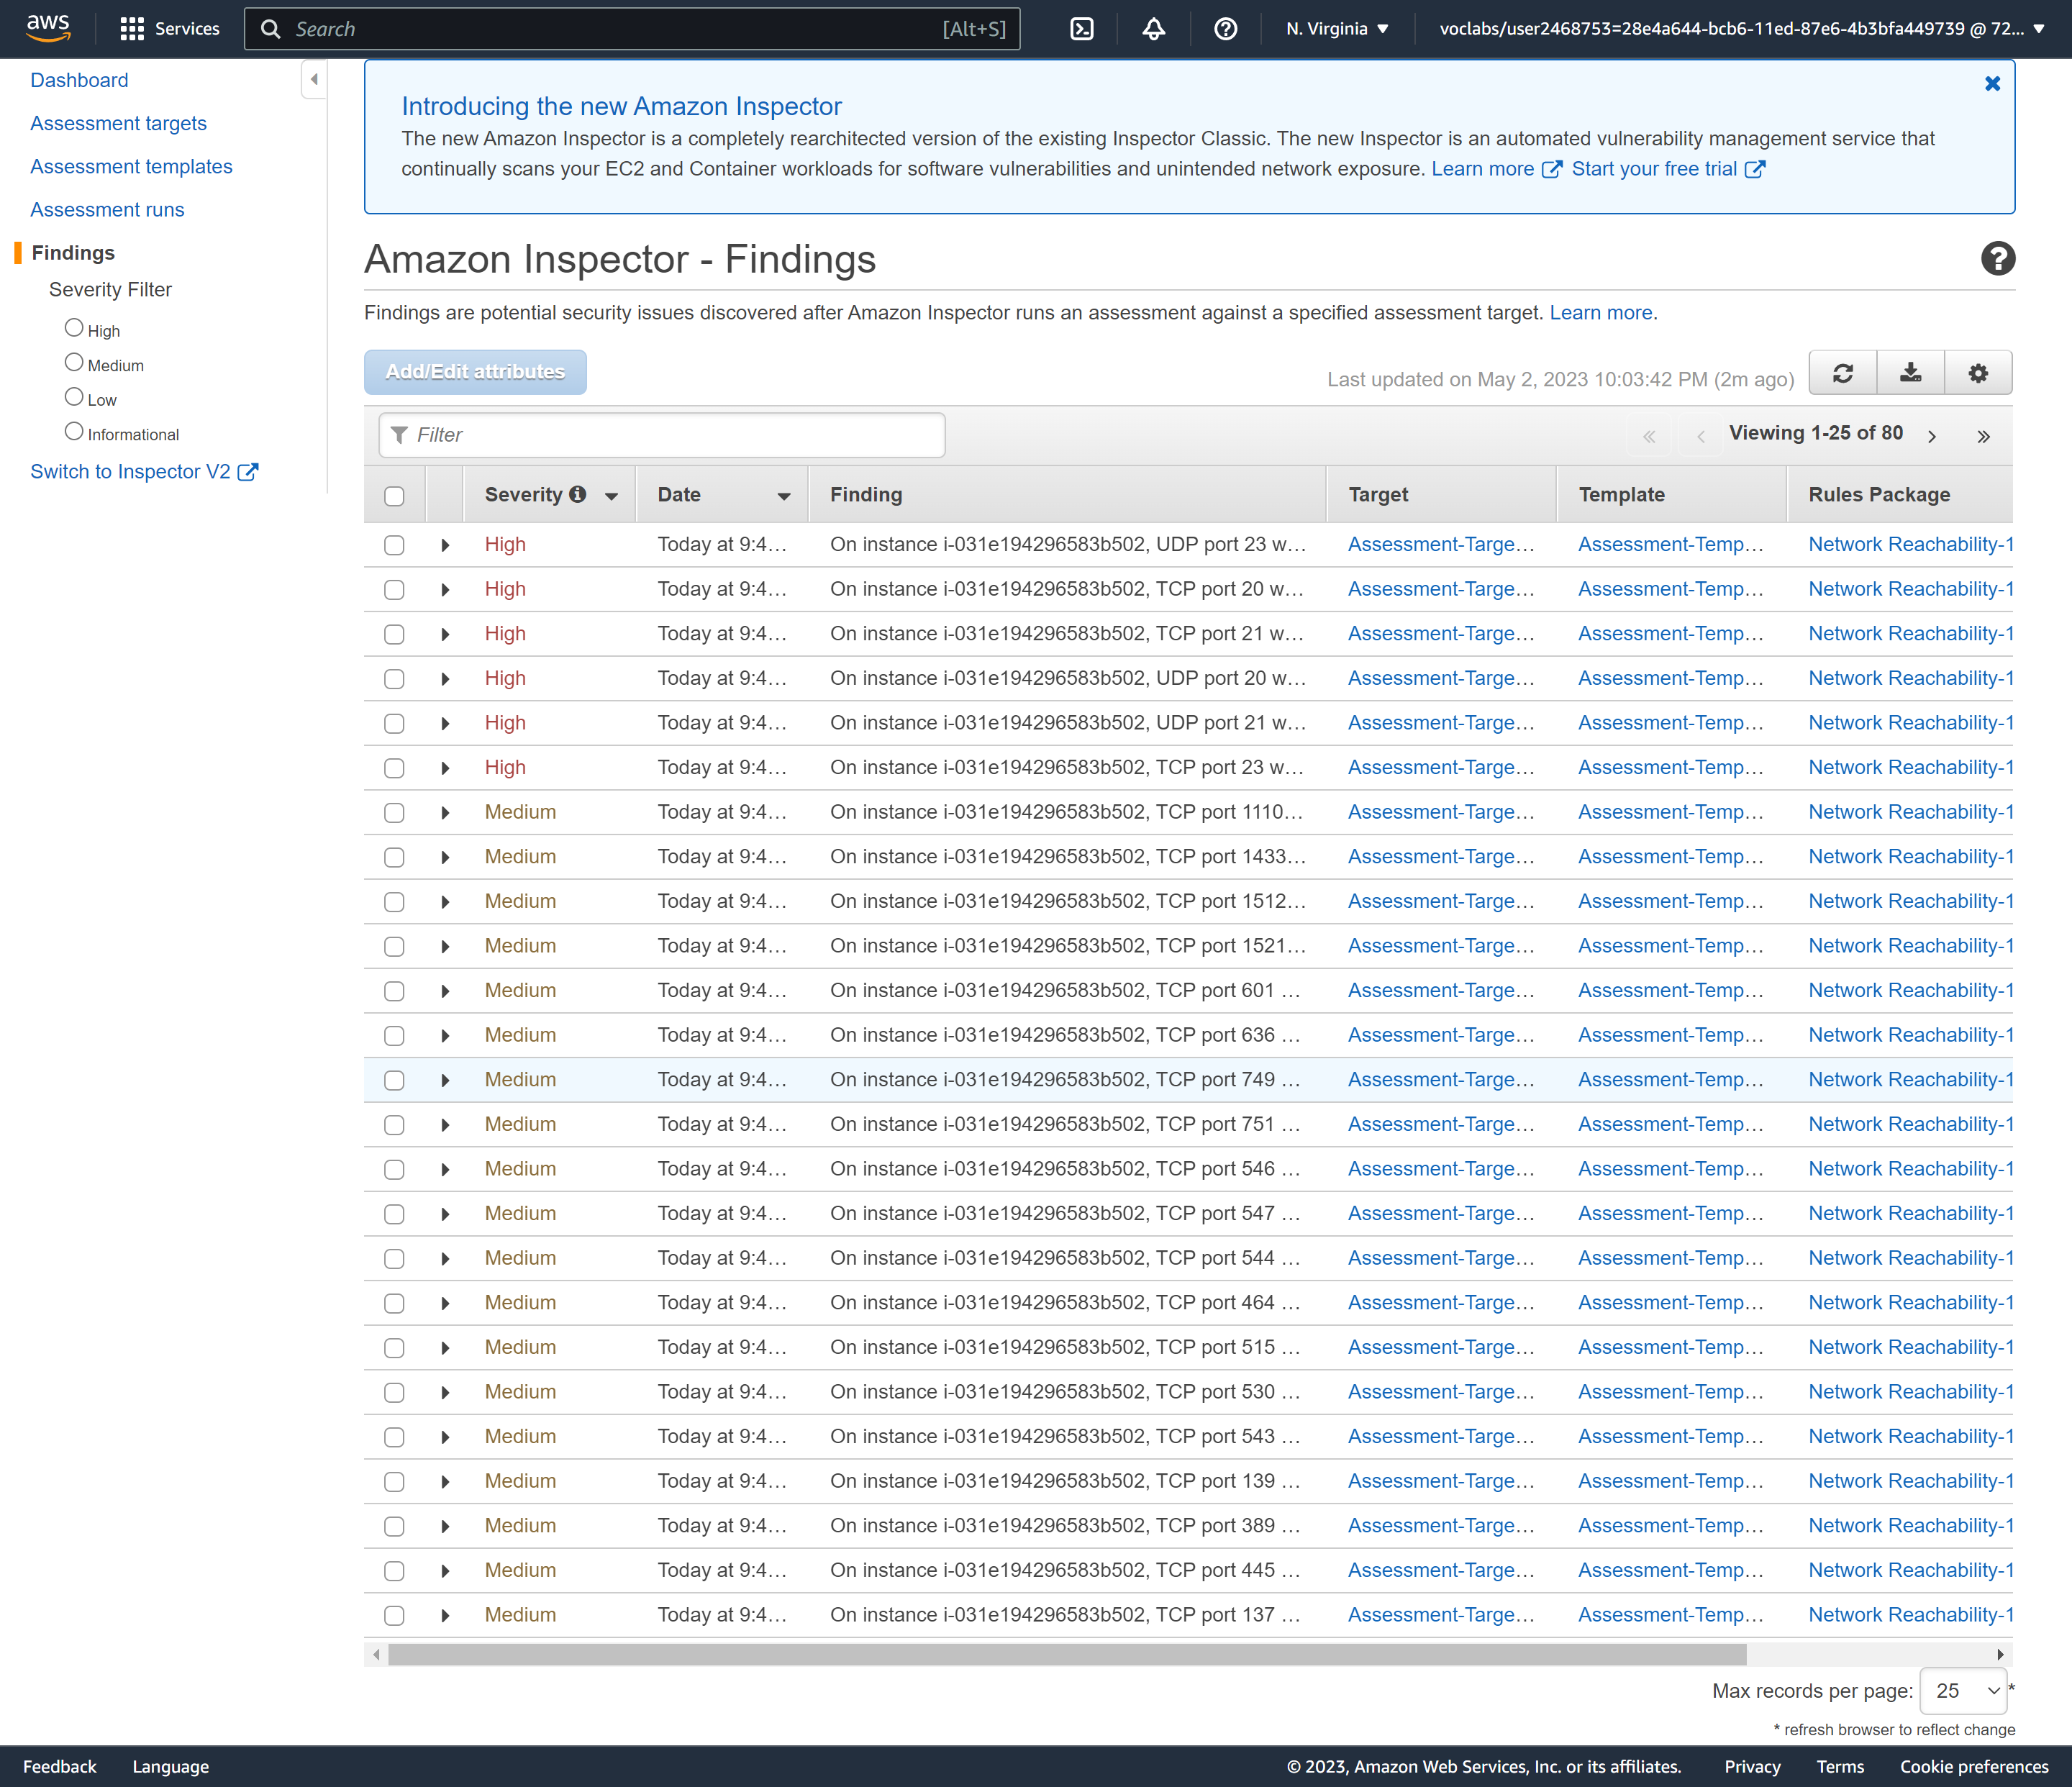 aws
Services
Search [Alt+S]
N. Virginia
voclabs/user2468753=28e4a644-bcb6-11ed-87e6-4b3bfa449739 @ 72...
Dashboard
Assessment targets
Assessment templates
Assessment runs
Findings
Severity Filter
High
Medium
Low
Informational
Switch to Inspector V2
Introducing the new Amazon Inspector
The new Amazon Inspector is a completely rearchitected version of the existing Inspector Classic. The new Inspector is an automated vulnerability management service that
continually scans your EC2 and Container workloads for software vulnerabilities and unintended network exposure. Learn more Start your free trial
Amazon Inspector - Findings
Findings are potential security issues discovered after Amazon Inspector runs an assessment against a specified assessment target. Learn more.
Add/Edit attributes
Last updated on May 2, 2023 10:03:42 PM (2m ago)
Filter
Viewing 1-25 of 80
Severity Date Finding Target Template Rules Package
High Today at 9:4... On instance i-031e194296583b502, UDP port 23 w... Assessment-Targe... Assessment-Temp... Network Reachability-1
High Today at 9:4... On instance i-031e194296583b502, TCP port 20 w... Assessment-Targe... Assessment-Temp... Network Reachability-1
High Today at 9:4... On instance i-031e194296583b502, TCP port 21 w... Assessment-Targe... Assessment-Temp... Network Reachability-1
High Today at 9:4... On instance i-031e194296583b502, UDP port 20 w... Assessment-Targe... Assessment-Temp... Network Reachability-1
High Today at 9:4... On instance i-031e194296583b502, UDP port 21 w... Assessment-Targe... Assessment-Temp... Network Reachability-1
High Today at 9:4... On instance i-031e194296583b502, TCP port 23 w... Assessment-Targe... Assessment-Temp... Network Reachability-1
Medium Today at 9:4... On instance i-031e194296583b502, TCP port 1110... Assessment-Targe... Assessment-Temp... Network Reachability-1
Medium Today at 9:4... On instance i-031e194296583b502, TCP port 1433... Assessment-Targe... Assessment-Temp... Network Reachability-1
Medium Today at 9:4... On instance i-031e194296583b502, TCP port 1512... Assessment-Targe... Assessment-Temp... Network Reachability-1
Medium Today at 9:4... On instance i-031e194296583b502, TCP port 1521... Assessment-Targe... Assessment-Temp... Network Reachability-1
Medium Today at 9:4... On instance i-031e194296583b502, TCP port 601 ... Assessment-Targe... Assessment-Temp... Network Reachability-1
Medium Today at 9:4... On instance i-031e194296583b502, TCP port 636 ... Assessment-Targe... Assessment-Temp... Network Reachability-1
Medium Today at 9:4... On instance i-031e194296583b502, TCP port 749 ... Assessment-Targe... Assessment-Temp... Network Reachability-1
Medium Today at 9:4... On instance i-031e194296583b502, TCP port 751 ... Assessment-Targe... Assessment-Temp... Network Reachability-1
Medium Today at 9:4... On instance i-031e194296583b502, TCP port 546 ... Assessment-Targe... Assessment-Temp... Network Reachability-1
Medium Today at 9:4... On instance i-031e194296583b502, TCP port 547 ... Assessment-Targe... Assessment-Temp... Network Reachability-1
Medium Today at 9:4... On instance i-031e194296583b502, TCP port 544 ... Assessment-Targe... Assessment-Temp... Network Reachability-1
Medium Today at 9:4... On instance i-031e194296583b502, TCP port 464 ... Assessment-Targe... Assessment-Temp... Network Reachability-1
Medium Today at 9:4... On instance i-031e194296583b502, TCP port 515 ... Assessment-Targe... Assessment-Temp... Network Reachability-1
Medium Today at 9:4... On instance i-031e194296583b502, TCP port 530 ... Assessment-Targe... Assessment-Temp... Network Reachability-1
Medium Today at 9:4... On instance i-031e194296583b502, TCP port 543 ... Assessment-Targe... Assessment-Temp... Network Reachability-1
Medium Today at 9:4... On instance i-031e194296583b502, TCP port 139 ... Assessment-Targe... Assessment-Temp... Network Reachability-1
Medium Today at 9:4... On instance i-031e194296583b502, TCP port 389 ... Assessment-Targe... Assessment-Temp... Network Reachability-1
Medium Today at 9:4... On instance i-031e194296583b502, TCP port 445 ... Assessment-Targe... Assessment-Temp... Network Reachability-1
Medium Today at 9:4... On instance i-031e194296583b502, TCP port 137 ... Assessment-Targe... Assessment-Temp... Network Reachability-1
Max records per page: 25 *
* refresh browser to reflect change
Feedback Language © 2023, Amazon Web Services, Inc. or its affiliates. Privacy Terms Cookie preferences